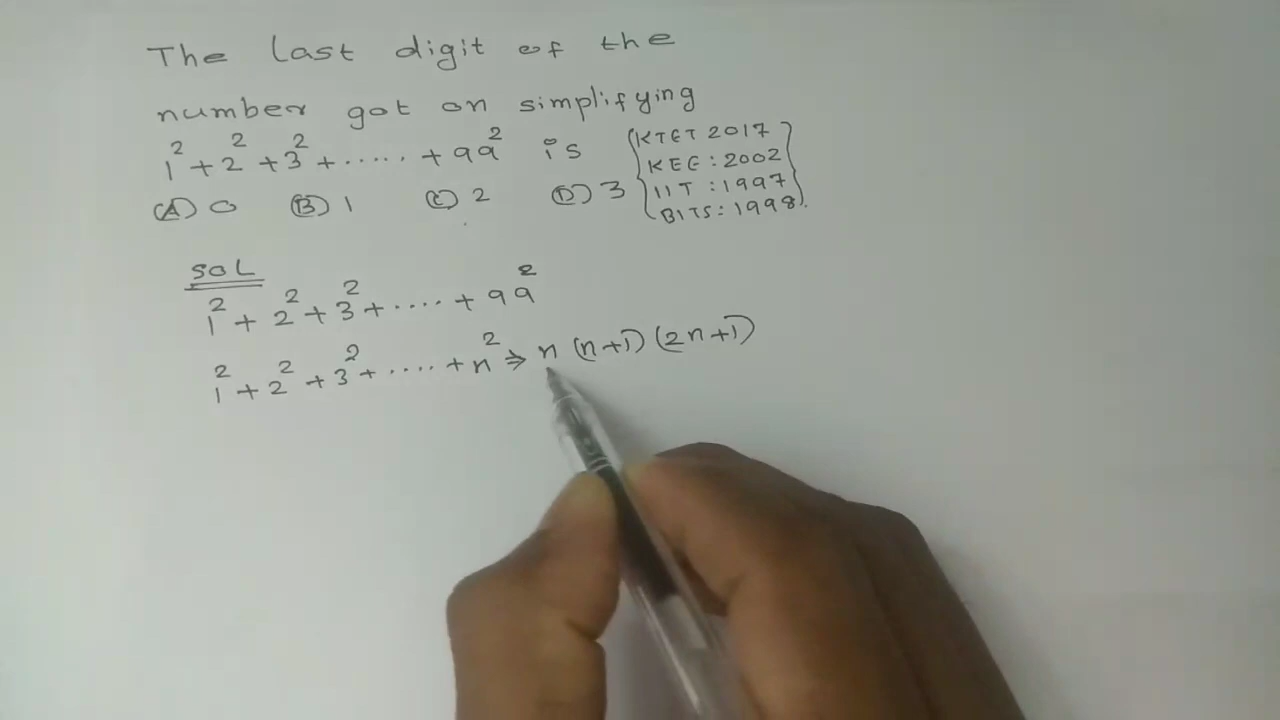 The last digit of the
number got on simplifying
1² + 2² + 3² + ...... + 99² is
(A) 0 (B) 1 (C) 2 (D) 3
{KTET 2017
KEE : 2002
IIT : 1997
BITS : 1998}.
SOL
1² + 2² + 3² + ..... + 99²
1² + 2² + 3² + ..... + n² ⇒ n (n+1) (2n+1)